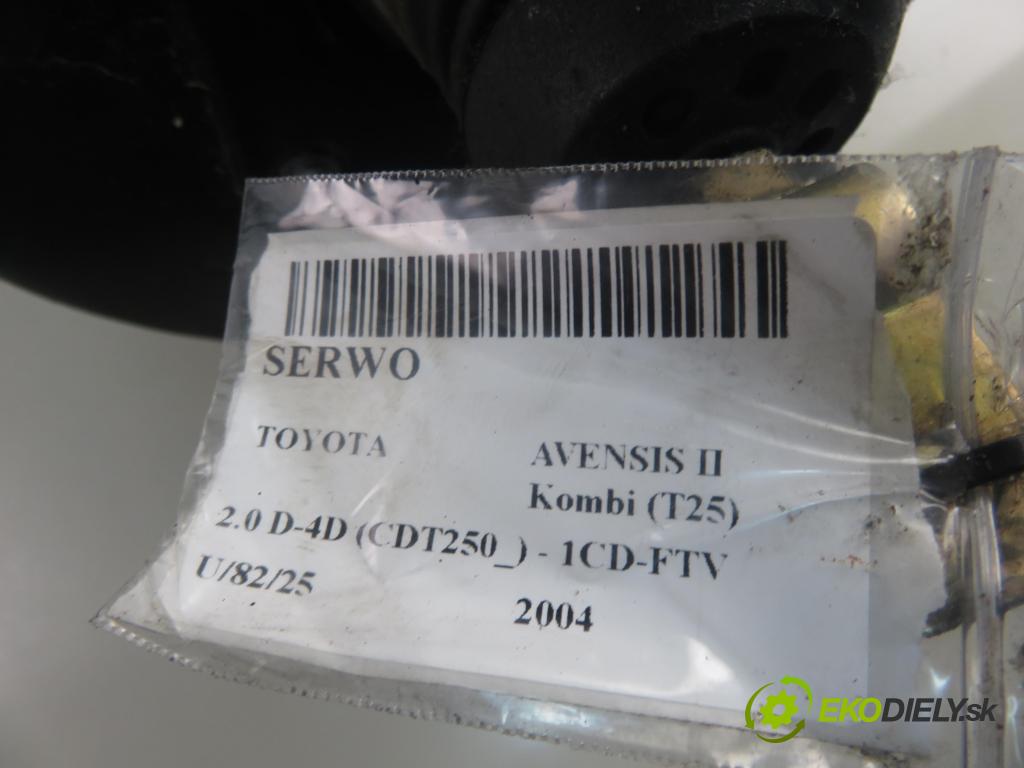 SERWO
TOYOTA AVENSIS II
Kombi (T25)
2.0 D-4D (CDT250_) - 1CD-FTV
U/82/25 2004
EKODIELY.sk